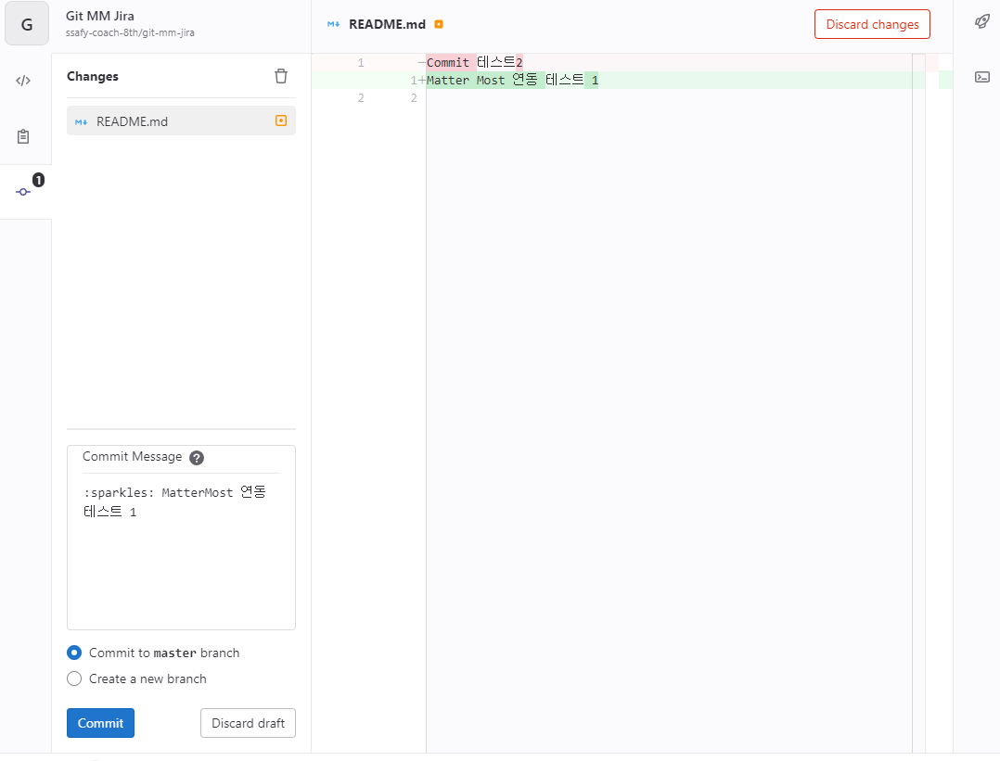 G
Git MM Jira
ssafy-coach-8th/git-mm-jira
README.md
Discard changes
Changes
README.md
1
1 -Commit 테스트2
1+Matter Most 연동 테스트 1
2 2
Commit Message ?
:sparkles: MatterMost 연동
테스트 1
Commit to master branch
Create a new branch
Commit
Discard draft